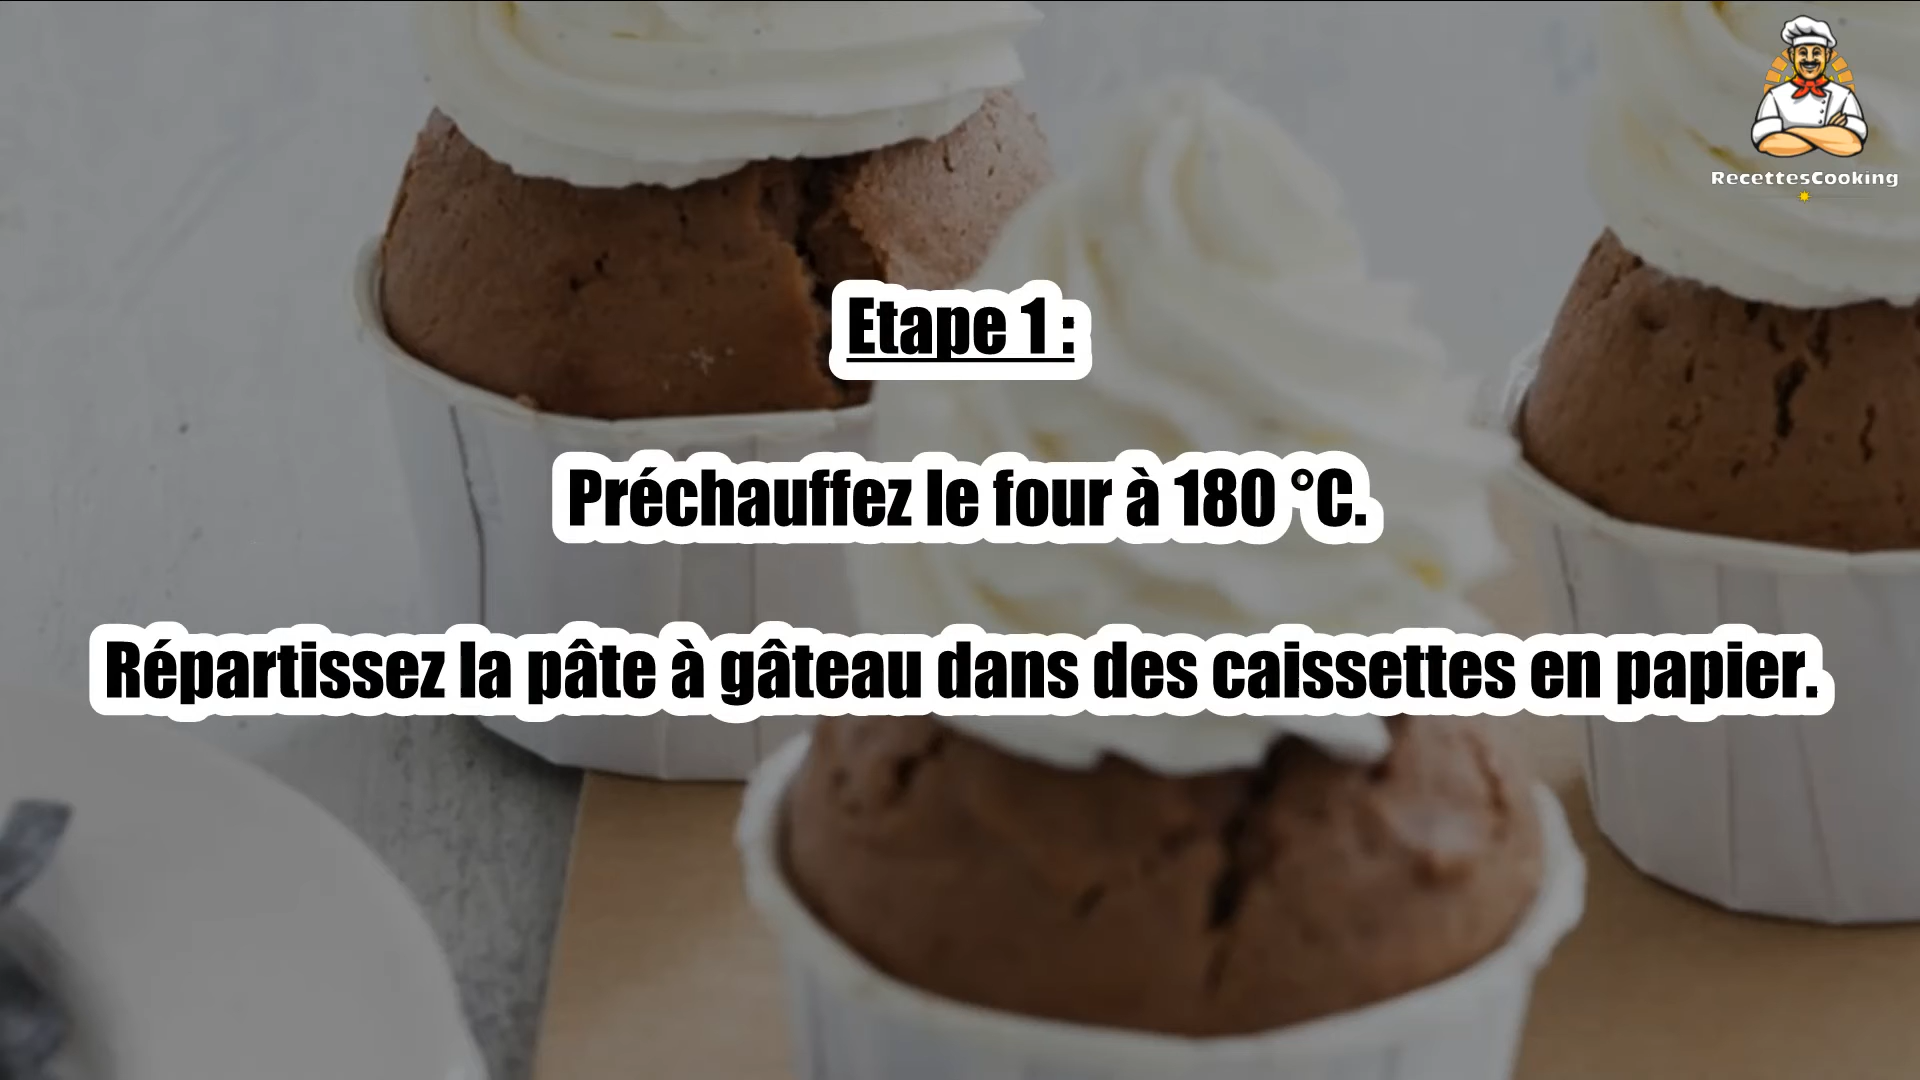 RecettesCooking
Etape 1 :
Préchauffez le four à 180 °C.
Répartissez la pâte à gâteau dans des caissettes en papier.